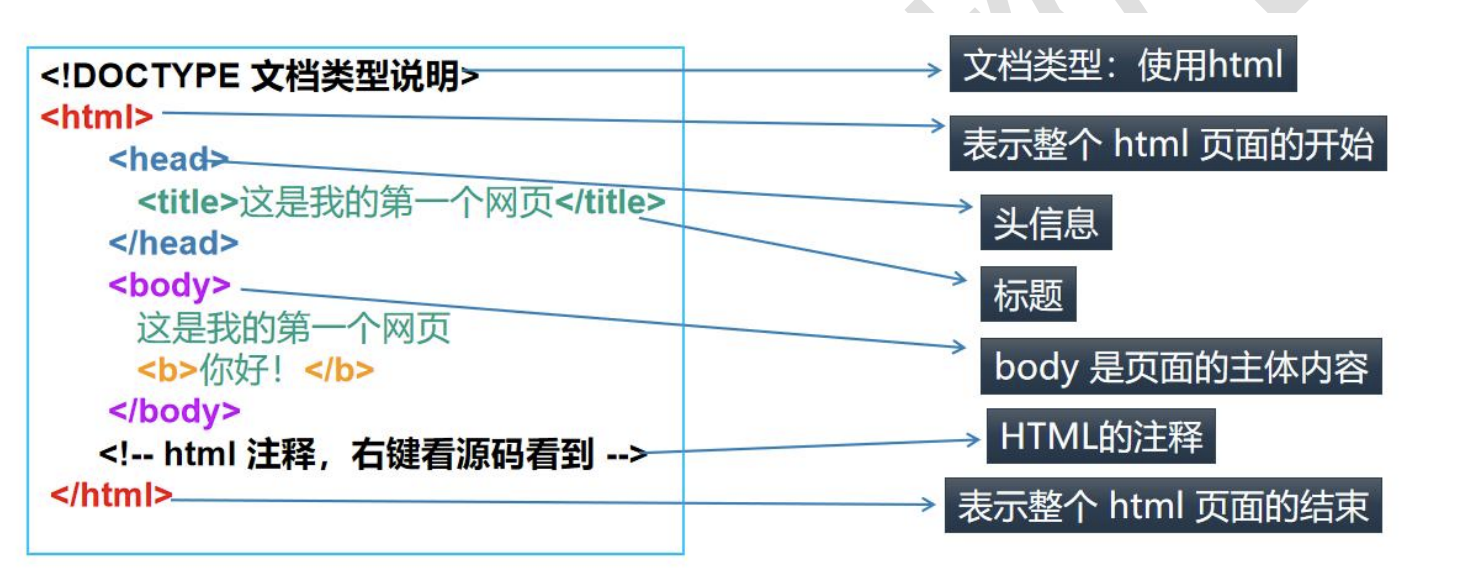 <!DOCTYPE 文档类型说明>
文档类型：使用html
<html>
表示整个 html 页面的开始
<head>
<title>这是我的第一个网页</title>
头信息
</head>
标题
<body>
这是我的第一个网页
<b>你好！</b>
body 是页面的主体内容
</body>
<!-- html 注释，右键看源码看到 -->
HTML的注释
</html>
表示整个 html 页面的结束